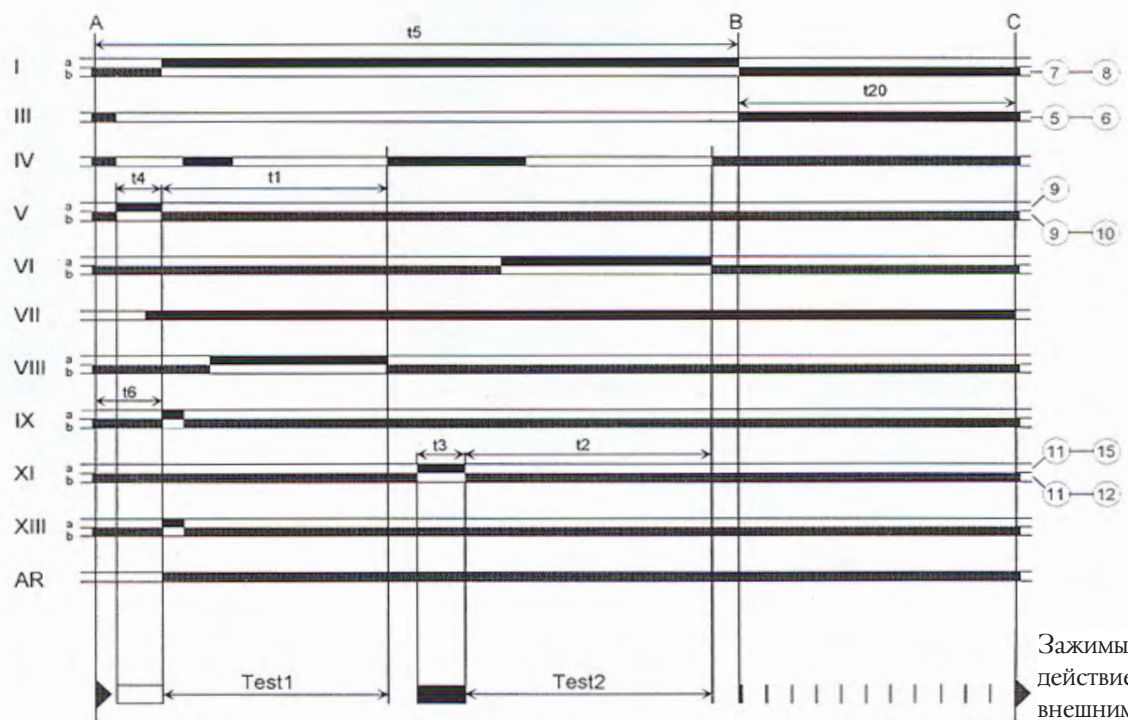 A B C
t5
I a b 7 8
t20
III 5 6
IV
t4 t1
V a b 9
9 10
VI a b
VII
VIII a b
t6
IX a b
t3 t2
XI a b 11 15
11 12
XIII a b
AR
Test1 Test2
Зажимы
действие
внешним